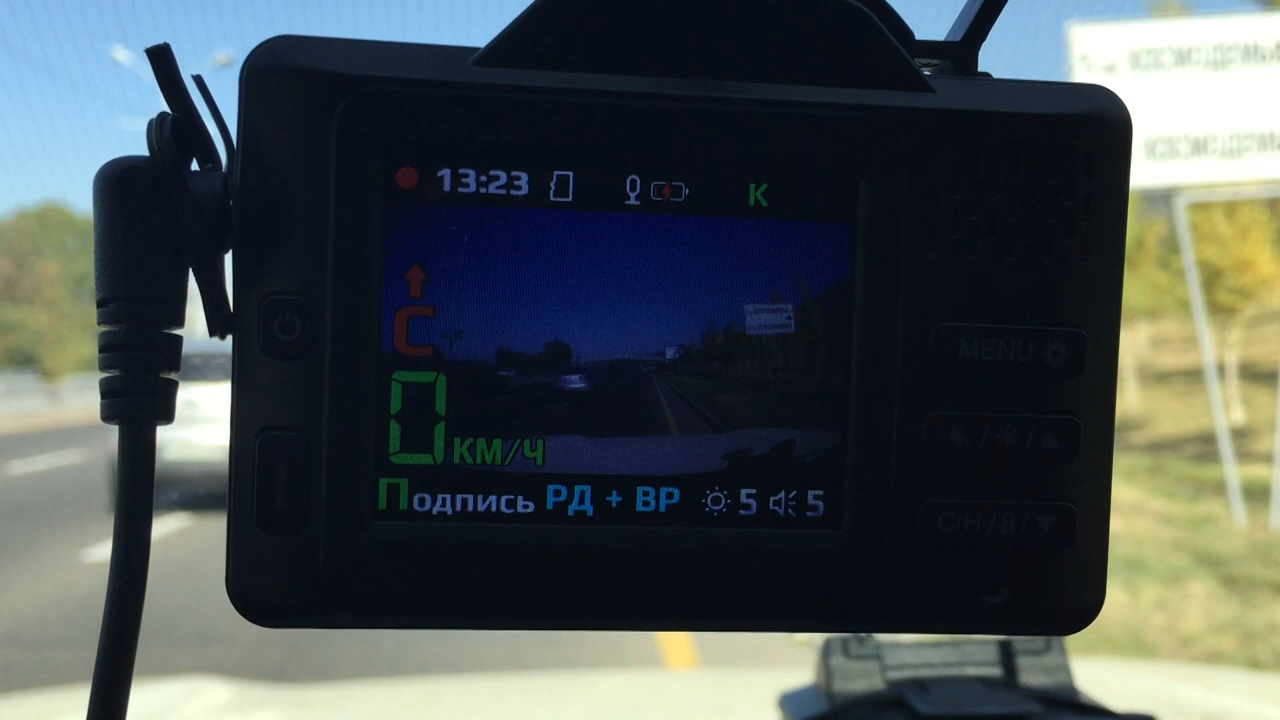 13:23 К
С
0 КМ/Ч
Подпись РД + ВР 5 5
MENU
С/Н / В /